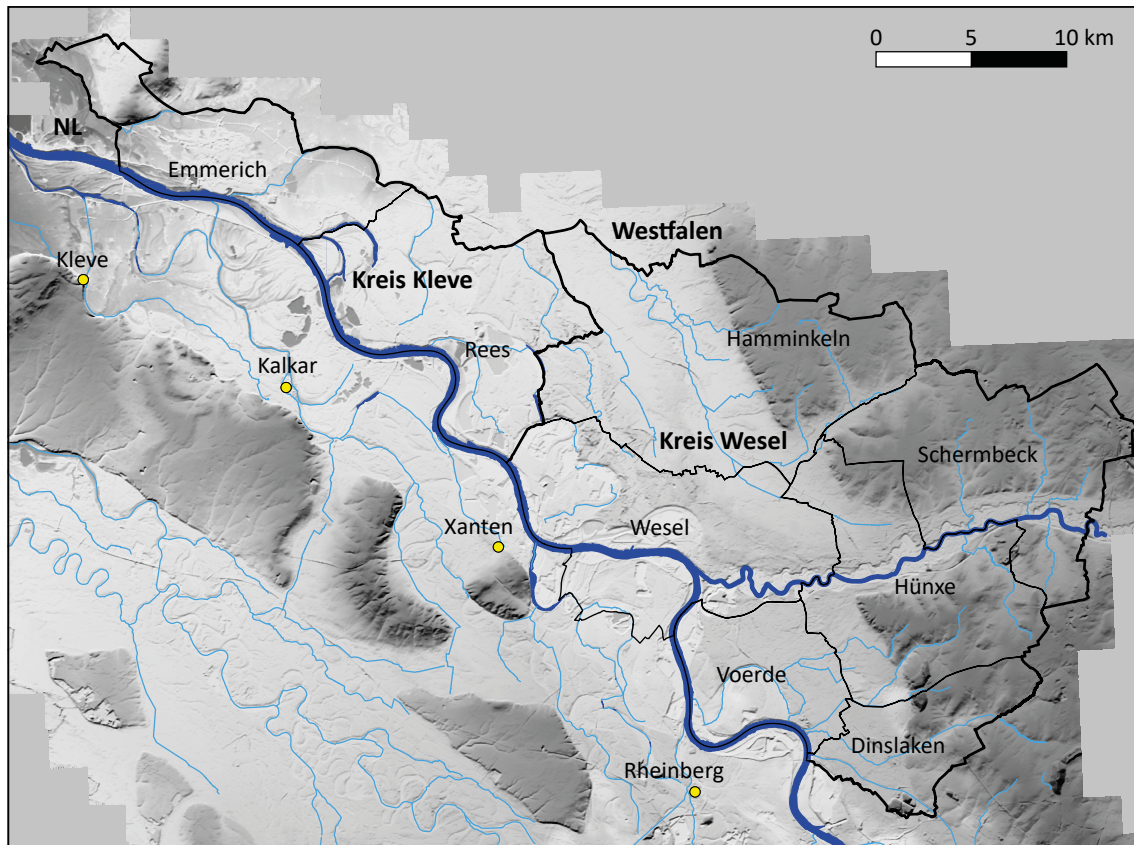 0 5 10 km
NL
Emmerich
Westfalen
Kleve
Kreis Kleve
Hamminkeln
Rees
Kalkar
Kreis Wesel
Schermbeck
Xanten
Wesel
Hünxe
Voerde
Dinslaken
Rheinberg